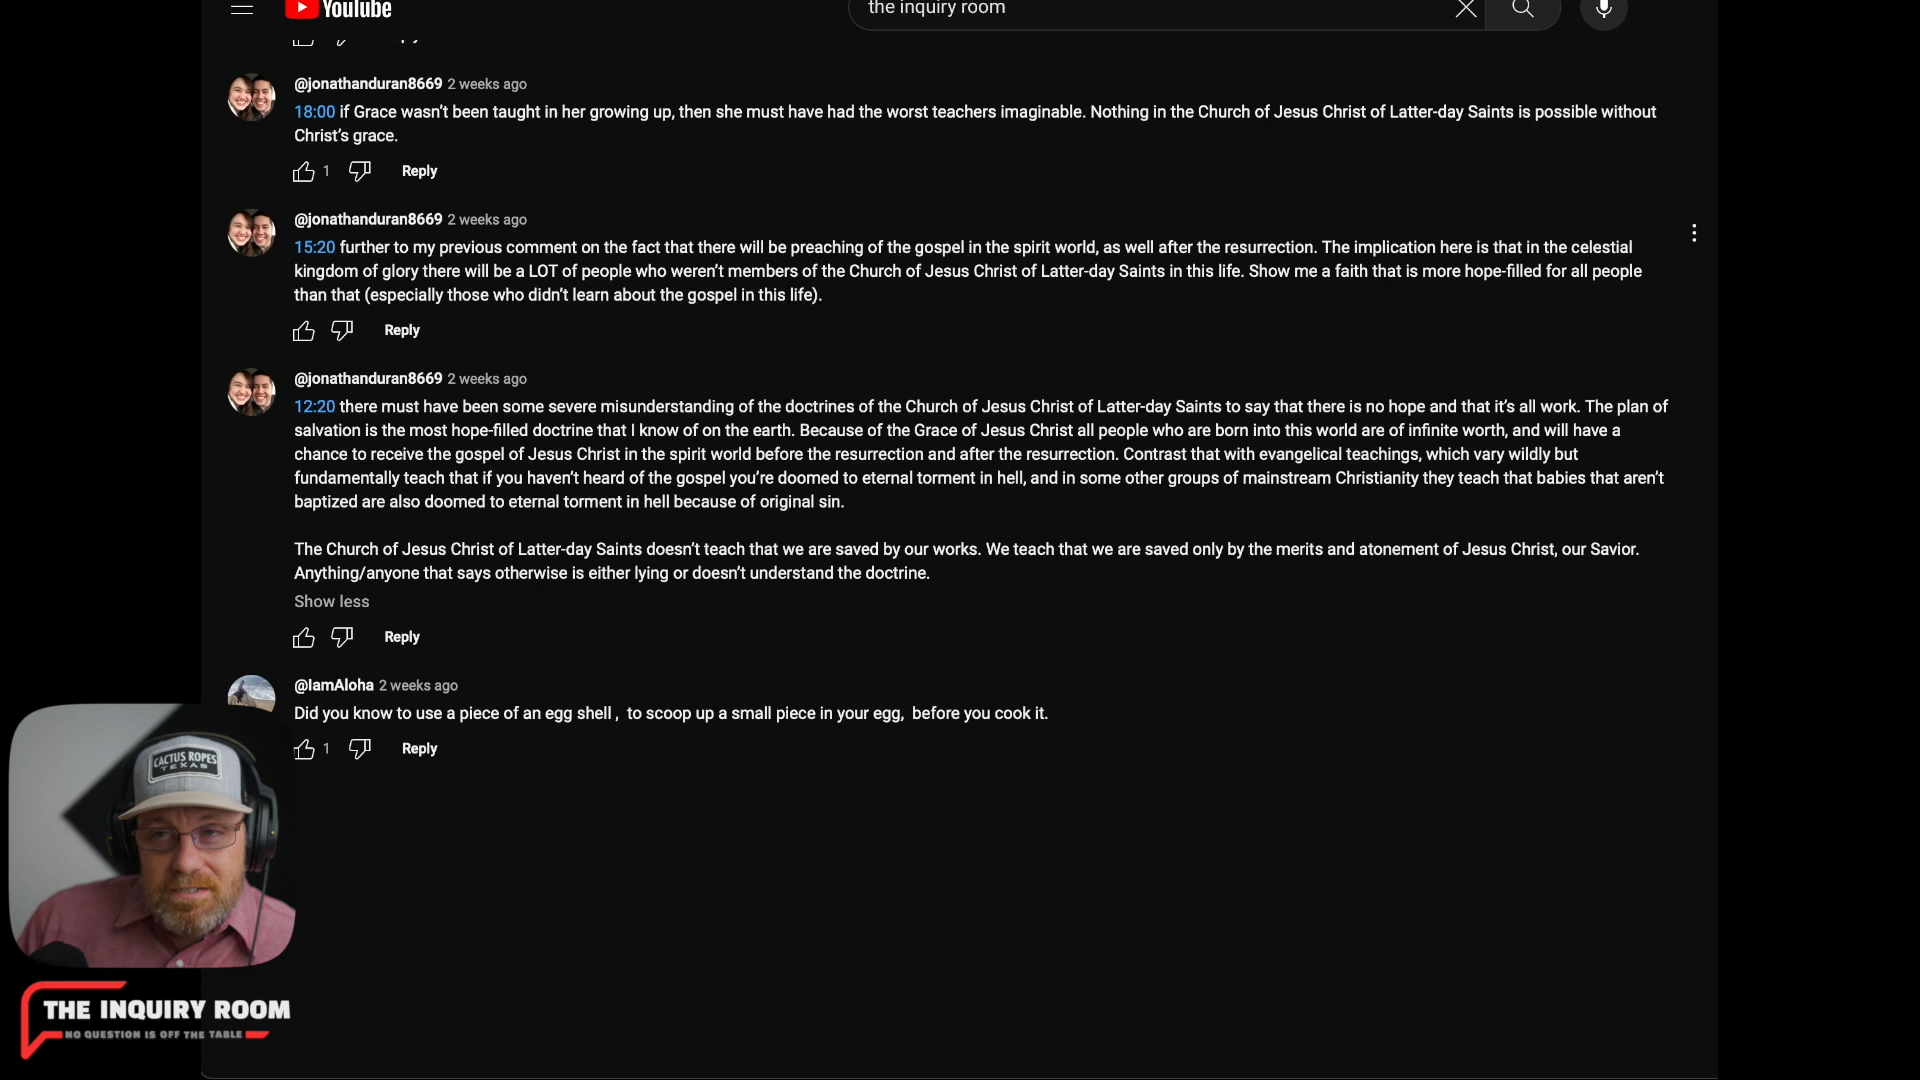 YouTube
the inquiry room
@jonathanduran8669 2 weeks ago
18:00 if Grace wasn't been taught in her growing up, then she must have had the worst teachers imaginable. Nothing in the Church of Jesus Christ of Latter-day Saints is possible without
Christ's grace.
1 Reply
@jonathanduran8669 2 weeks ago
15:20 further to my previous comment on the fact that there will be preaching of the gospel in the spirit world, as well after the resurrection. The implication here is that in the celestial
kingdom of glory there will be a LOT of people who weren't members of the Church of Jesus Christ of Latter-day Saints in this life. Show me a faith that is more hope-filled for all people
than that (especially those who didn't learn about the gospel in this life).
Reply
@jonathanduran8669 2 weeks ago
12:20 there must have been some severe misunderstanding of the doctrines of the Church of Jesus Christ of Latter-day Saints to say that there is no hope and that it's all work. The plan of
salvation is the most hope-filled doctrine that I know of on the earth. Because of the Grace of Jesus Christ all people who are born into this world are of infinite worth, and will have a
chance to receive the gospel of Jesus Christ in the spirit world before the resurrection and after the resurrection. Contrast that with evangelical teachings, which vary wildly but
fundamentally teach that if you haven't heard of the gospel you're doomed to eternal torment in hell, and in some other groups of mainstream Christianity they teach that babies that aren't
baptized are also doomed to eternal torment in hell because of original sin.
The Church of Jesus Christ of Latter-day Saints doesn't teach that we are saved by our works. We teach that we are saved only by the merits and atonement of Jesus Christ, our Savior.
Anything/anyone that says otherwise is either lying or doesn't understand the doctrine.
Show less
Reply
@IamAloha 2 weeks ago
Did you know to use a piece of an egg shell , to scoop up a small piece in your egg, before you cook it.
1 Reply
CACTUS ROPES
TEXAS
THE INQUIRY ROOM
NO QUESTION IS OFF THE TABLE